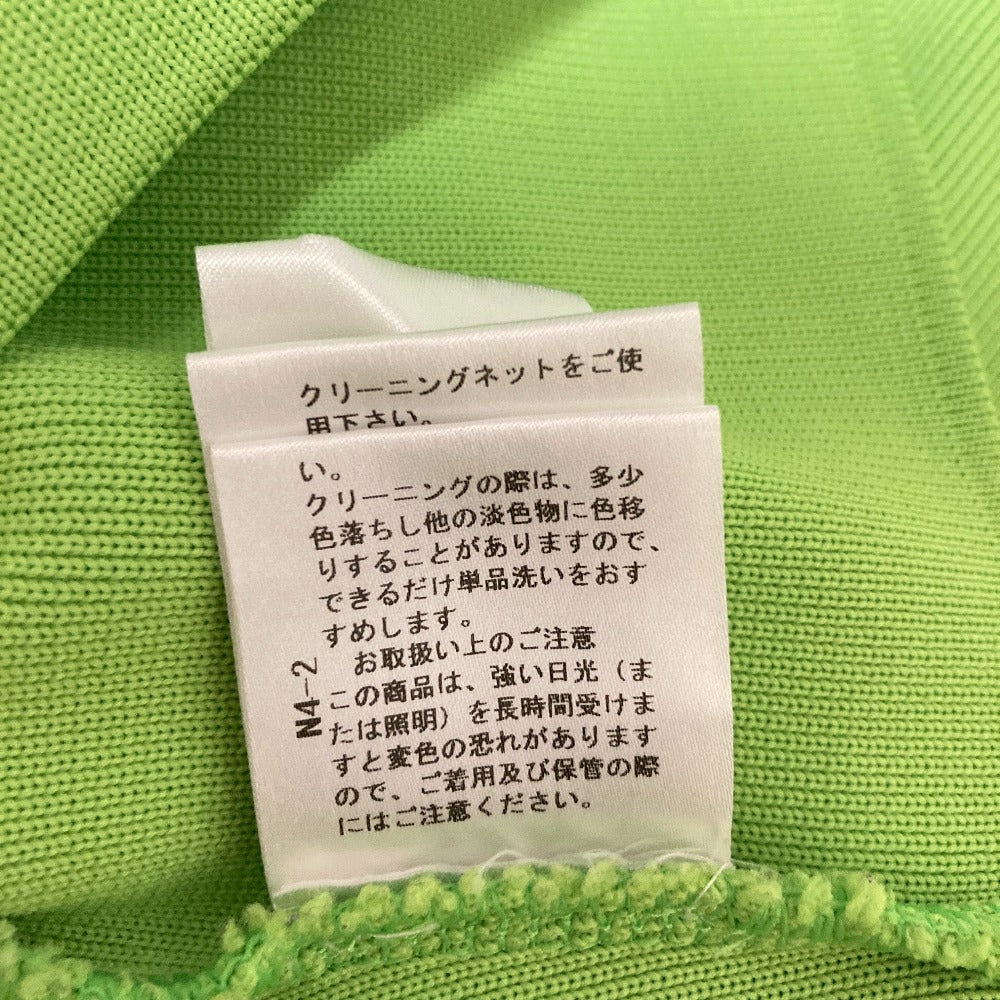 クリーニングネットをご使
用下さい。
い。
クリーニングの際は、多少
色落ちし他の淡色物に色移
りすることがありますので、
できるだけ単品洗いをおす
すめします。
お取扱い上のご注意
この商品は、強い日光（ま
たは照明）を長時間受けま
すと変色の恐れがあります
ので、ご着用及び保管の際
にはご注意ください。
N4-2